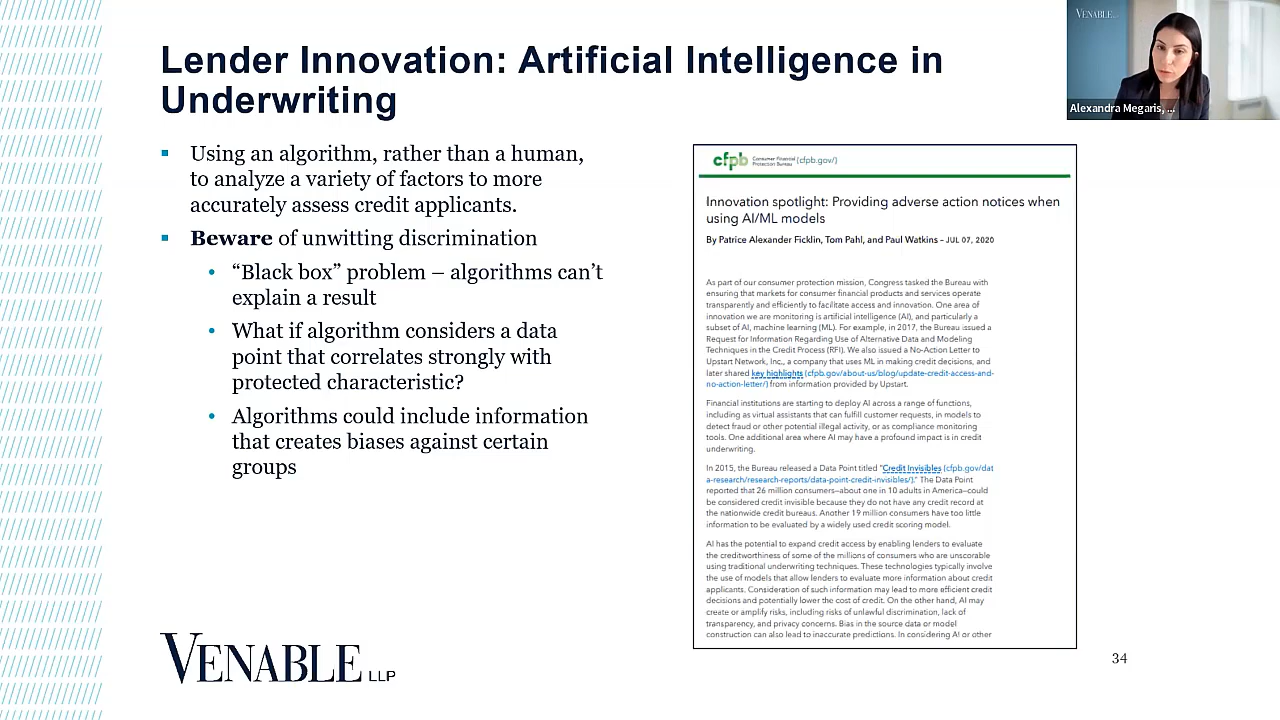 Lender Innovation: Artificial Intelligence in
Underwriting
Using an algorithm, rather than a human,
to analyze a variety of factors to more
accurately assess credit applicants.
Beware of unwitting discrimination
“Black box” problem – algorithms can’t
explain a result
What if algorithm considers a data
point that correlates strongly with
protected characteristic?
Algorithms could include information
that creates biases against certain
groups
VENABLE LLP
cfpb Consumer Financial
Protection Bureau (cfpb.gov/)
Innovation spotlight: Providing adverse action notices when
using AI/ML models
By Patrice Alexander Ficklin, Tom Pahl, and Paul Watkins – JUL 07, 2020
As part of our consumer protection mission, Congress tasked the Bureau with
ensuring that markets for consumer financial products and services operate
transparently and efficiently to facilitate access and innovation. One area of
innovation we are monitoring is artificial intelligence (AI), and particularly a
subset of AI, machine learning (ML). For example, in 2017, the Bureau issued a
Request for Information Regarding Use of Alternative Data and Modeling
Techniques in the Credit Process (RFI). We also issued a No-Action Letter to
Upstart Network, Inc., a company that uses ML in making credit decisions, and
later shared key highlights (cfpb.gov/about-us/blog/update-credit-access-and-
no-action-letter/) from information provided by Upstart.
Financial institutions are starting to deploy AI across a range of functions,
including as virtual assistants that can fulfill customer requests, in models to
detect fraud or other potential illegal activity, or as compliance monitoring
tools. One additional area where AI may have a profound impact is in credit
underwriting.
In 2015, the Bureau released a Data Point titled "Credit Invisibles (cfpb.gov/dat
a-research/research-reports/data-point-credit-invisibles/)." The Data Point
reported that 26 million consumers—about one in 10 adults in America—could
be considered credit invisible because they do not have any credit record at
the nationwide credit bureaus. Another 19 million consumers have too little
information to be evaluated by a widely used credit scoring model.
AI has the potential to expand credit access by enabling lenders to evaluate
the creditworthiness of some of the millions of consumers who are unscorable
using traditional underwriting techniques. These technologies typically involve
the use of models that allow lenders to evaluate more information about credit
applicants. Consideration of such information may lead to more efficient credit
decisions and potentially lower the cost of credit. On the other hand, AI may
create or amplify risks, including risks of unlawful discrimination, lack of
transparency, and privacy concerns. Bias in the source data or model
construction can also lead to inaccurate predictions. In considering AI or other
34
VENABLE
Alexandra Megaris, ...